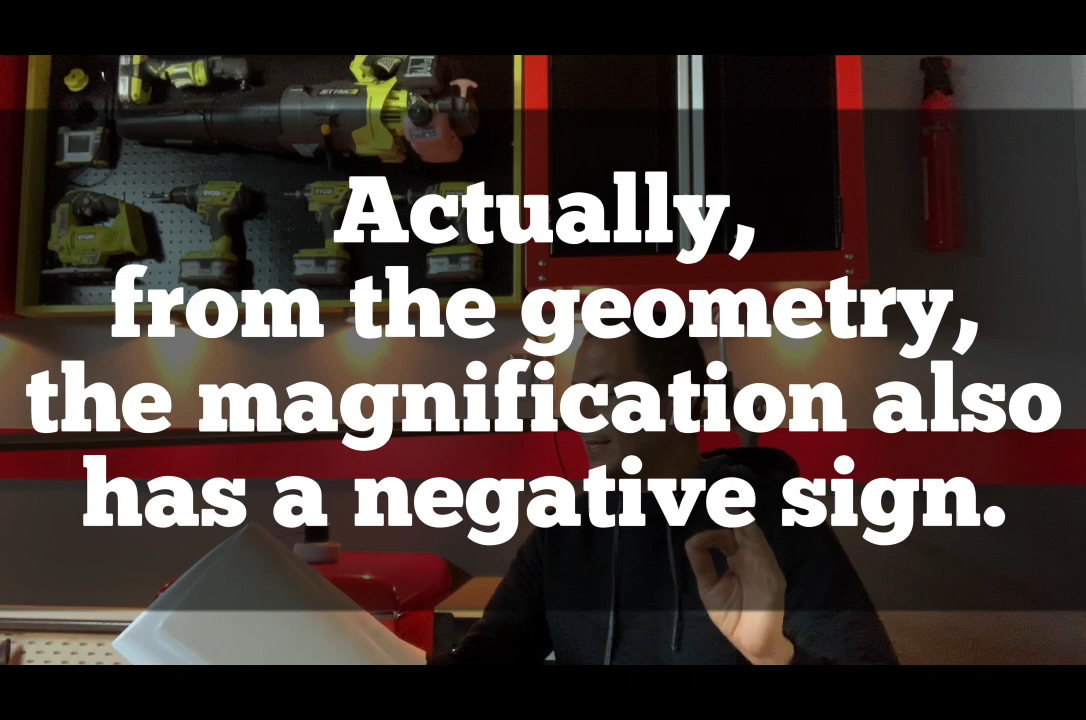 Actually,
from the geometry,
the magnification also
has a negative sign.